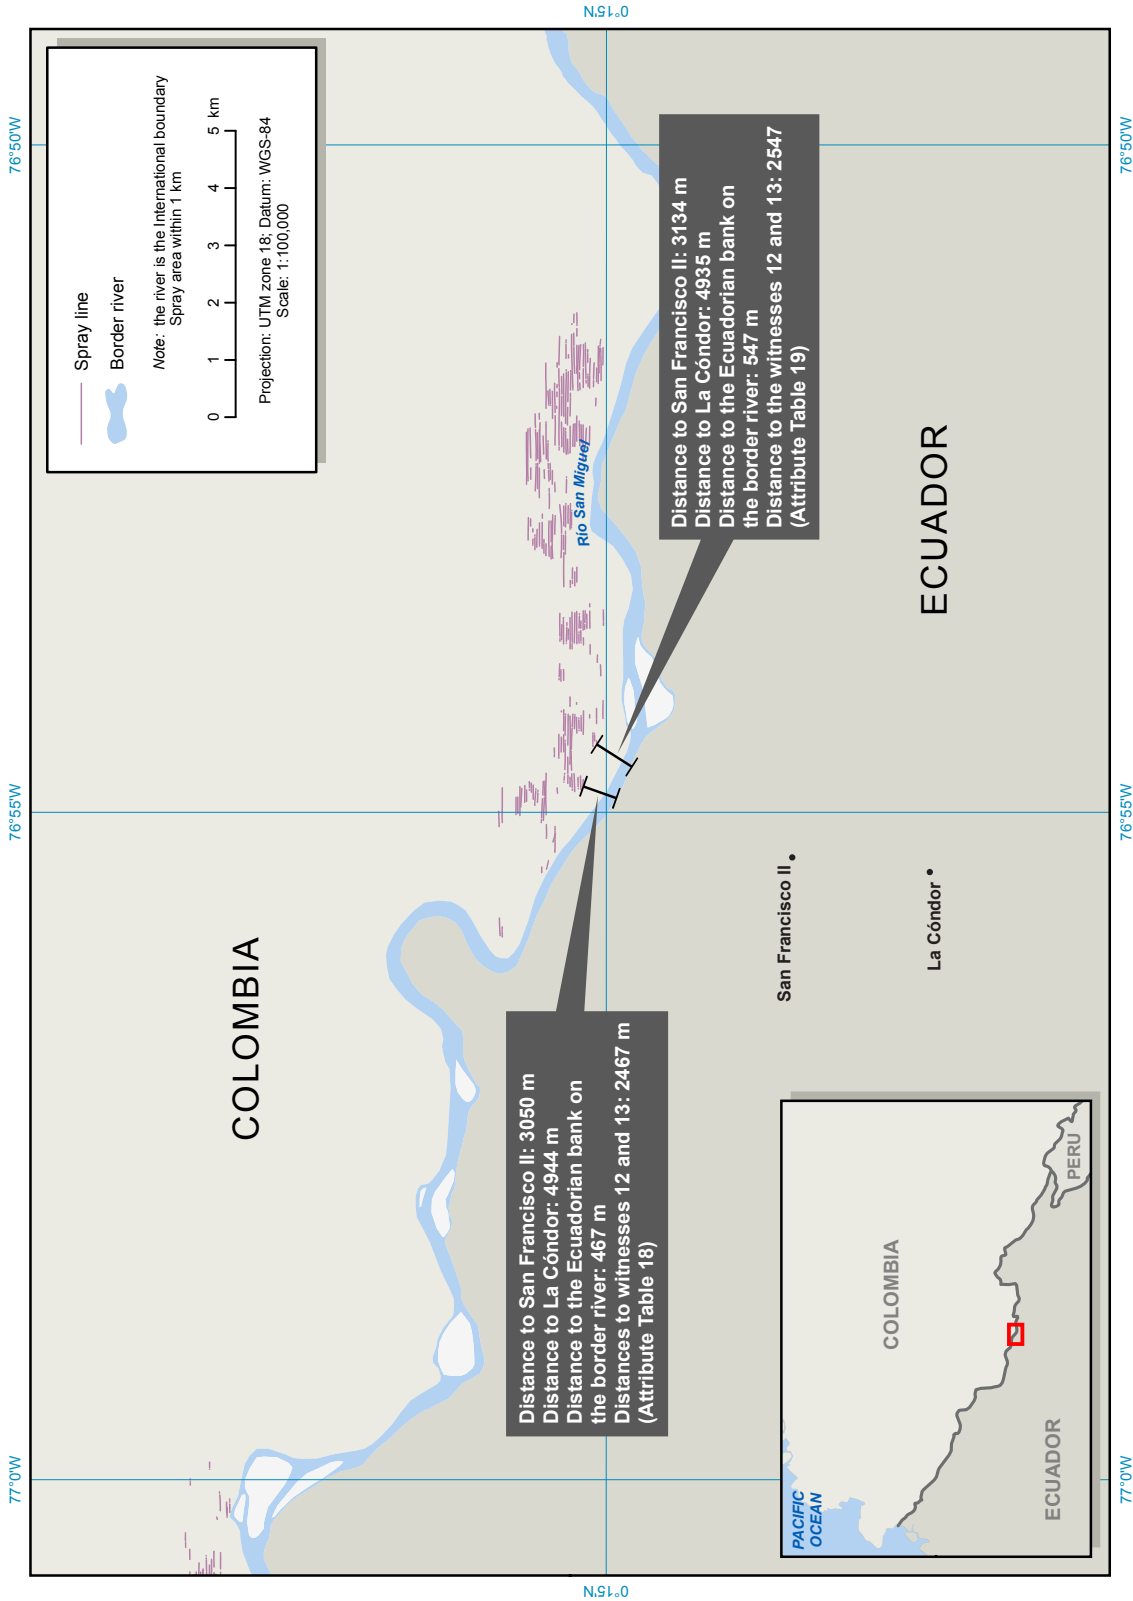 77°0'W
76°55'W
76°50'W
0°15'N
0°15'N
COLOMBIA
Spray line
Border river
Note: the river is the International boundary
Spray area within 1 km
0 1 2 3 4 5 km
Projection: UTM zone 18; Datum: WGS-84
Scale: 1:100,000
Río San Miguel
Distance to San Francisco II: 3050 m
Distance to La Cóndor: 4944 m
Distance to the Ecuadorian bank on
the border river: 467 m
Distances to witnesses 12 and 13: 2467 m
(Attribute Table 18)
Distance to San Francisco II: 3134 m
Distance to La Cóndor: 4935 m
Distance to the Ecuadorian bank on
the border river: 547 m
Distance to the witnesses 12 and 13: 2547
(Attribute Table 19)
San Francisco II
La Cóndor
ECUADOR
PACIFIC
OCEAN
COLOMBIA
ECUADOR
PERU
77°0'W
76°55'W
76°50'W